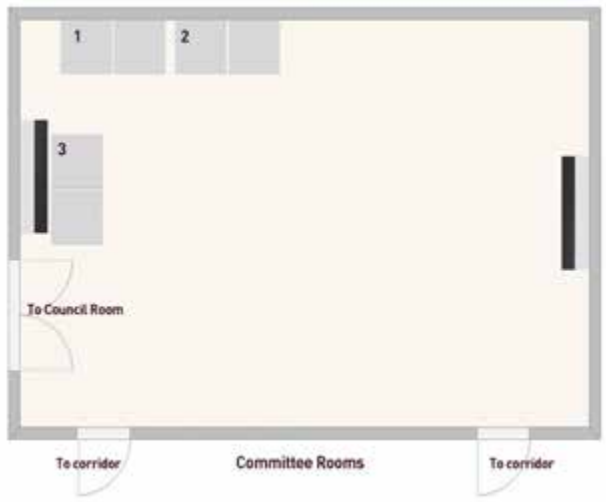 1
2
3
To Council Room
To corridor
Committee Rooms
To corridor